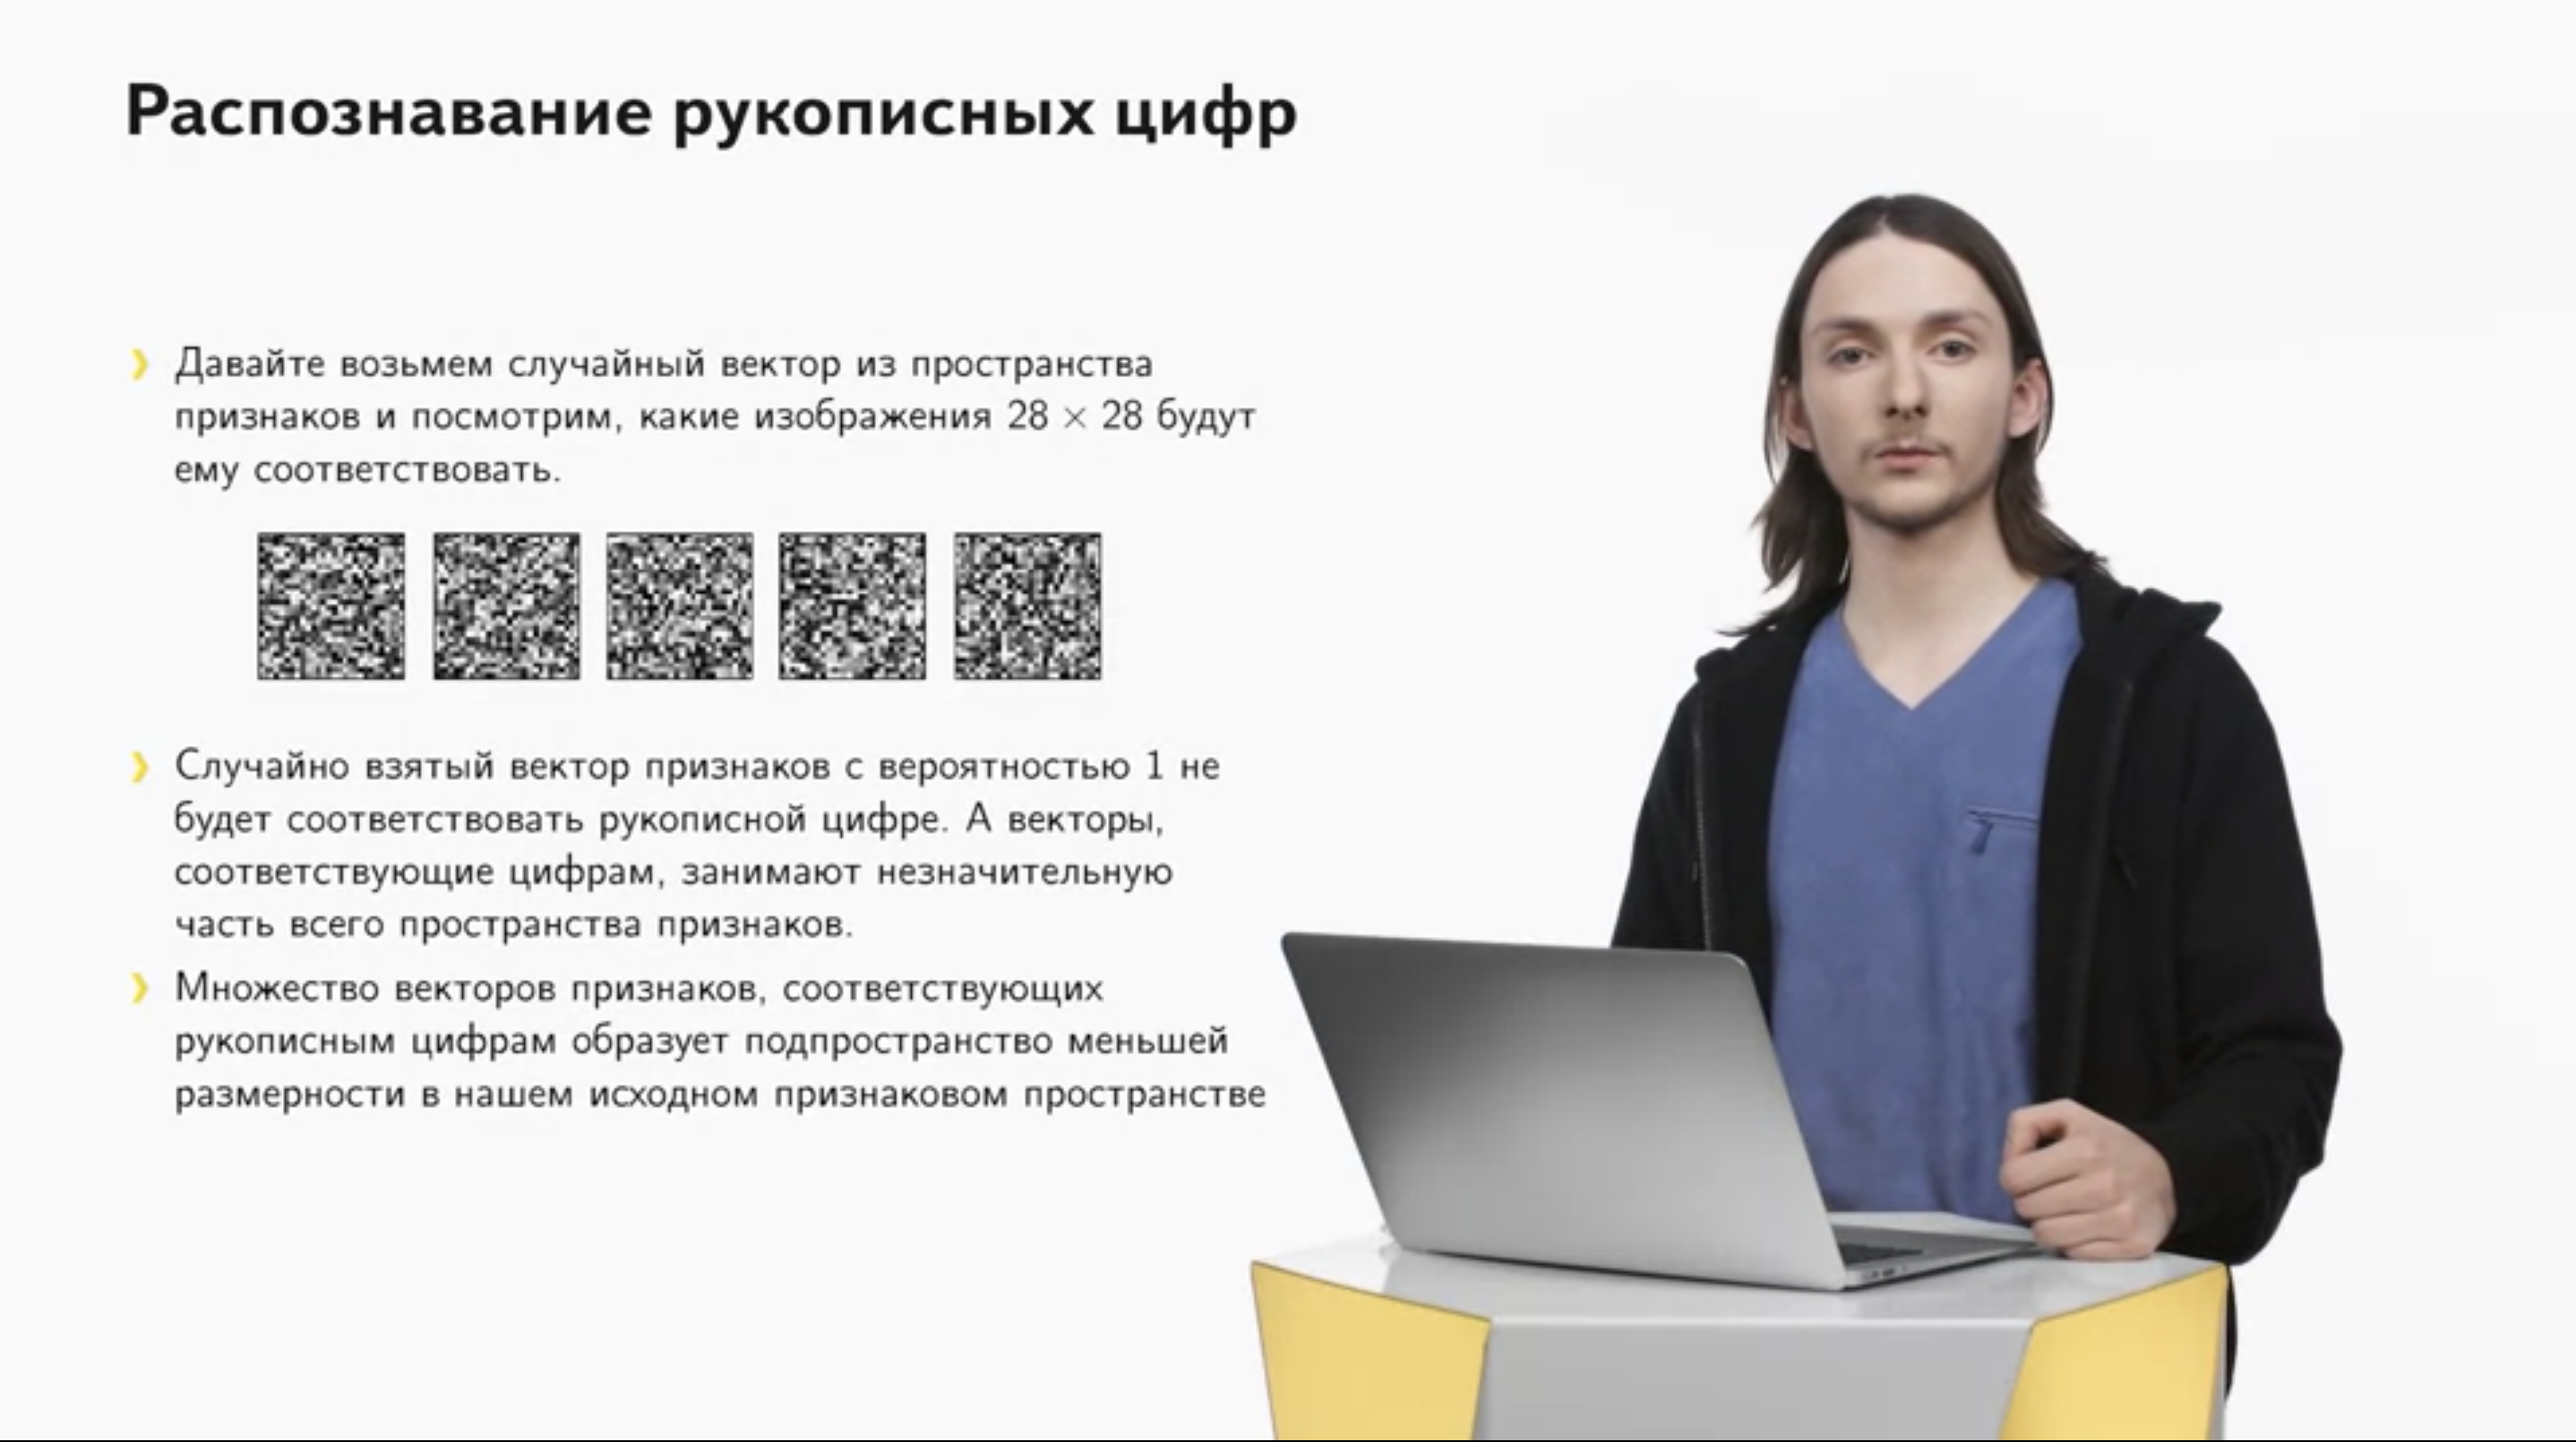 Распознавание рукописных цифр
Давайте возьмем случайный вектор из пространства
признаков и посмотрим, какие изображения 28 × 28 будут
ему соответствовать.
Случайно взятый вектор признаков с вероятностью 1 не
будет соответствовать рукописной цифре. А векторы,
соответствующие цифрам, занимают незначительную
часть всего пространства признаков.
Множество векторов признаков, соответствующих
рукописным цифрам образует подпространство меньшей
размерности в нашем исходном признаковом пространстве